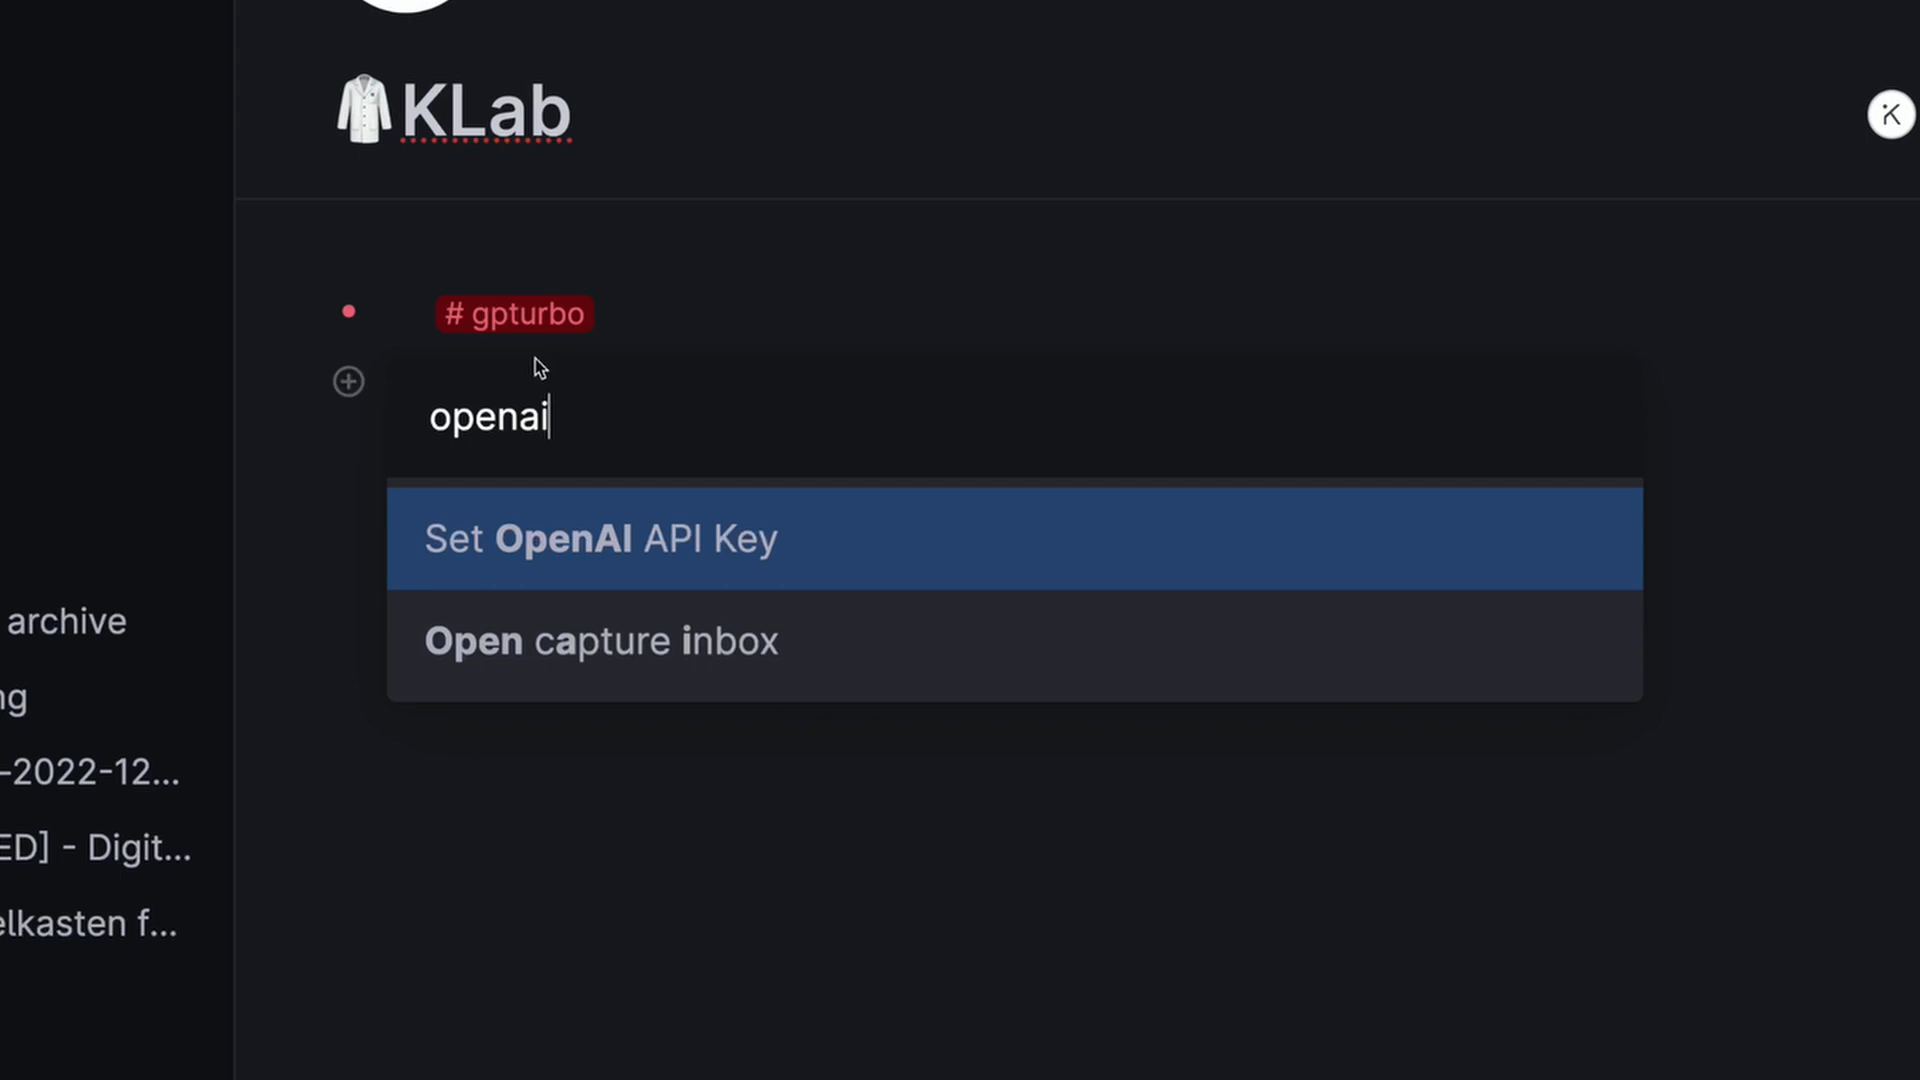 KLab
# gpturbo
openai
Set OpenAI API Key
Open capture inbox
archive
ng
-2022-12...
ED] - Digit...
elkasten f...